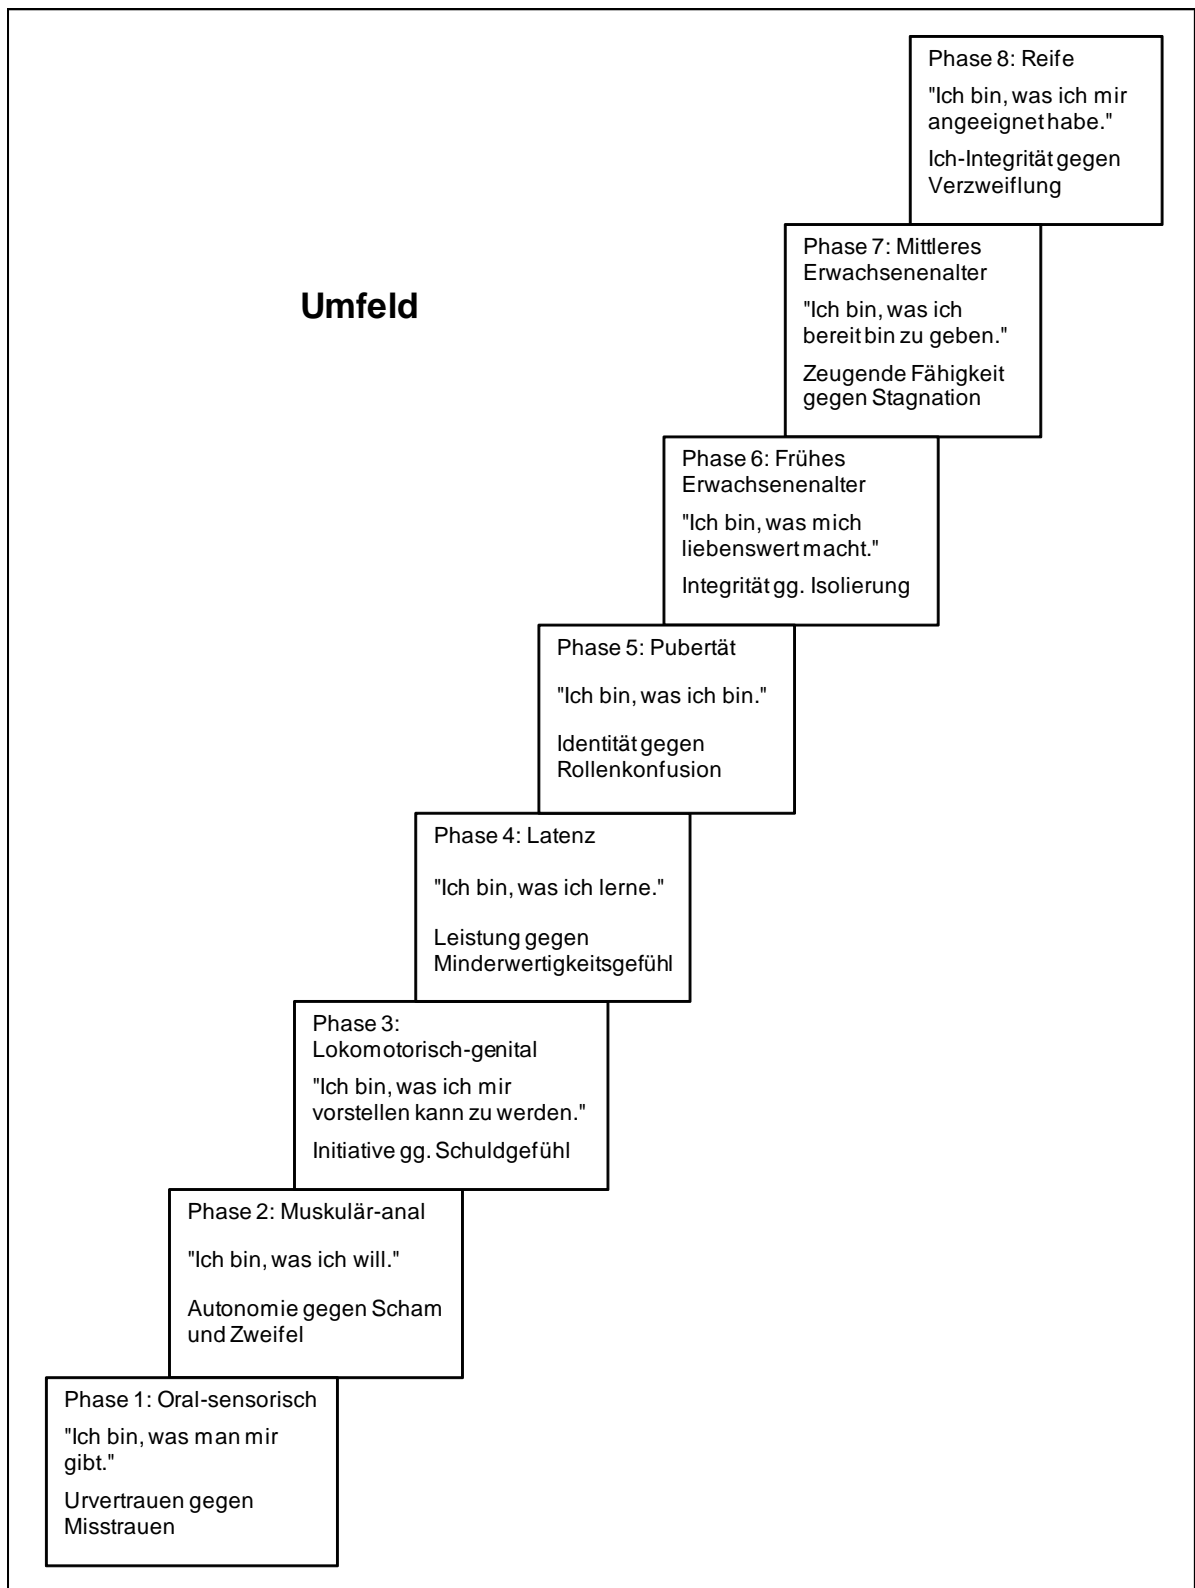 Phase 8: Reife
"Ich bin, was ich mir
angeeignet habe."
Ich-Integrität gegen
Verzweiflung
Phase 7: Mittleres
Erwachsenenalter
"Ich bin, was ich
bereit bin zu geben."
Zeugende Fähigkeit
gegen Stagnation
Umfeld
Phase 6: Frühes
Erwachsenenalter
"Ich bin, was mich
liebenswert macht."
Integrität gg. Isolierung
Phase 5: Pubertät
"Ich bin, was ich bin."
Identität gegen
Rollenkonfusion
Phase 4: Latenz
"Ich bin, was ich lerne."
Leistung gegen
Minderwertigkeitsgefühl
Phase 3:
Lokomotorisch-genital
"Ich bin, was ich mir
vorstellen kann zu werden."
Initiative gg. Schuldgefühl
Phase 2: Muskulär-anal
"Ich bin, was ich will."
Autonomie gegen Scham
und Zweifel
Phase 1: Oral-sensorisch
"Ich bin, was man mir
gibt."
Urvertrauen gegen
Misstrauen